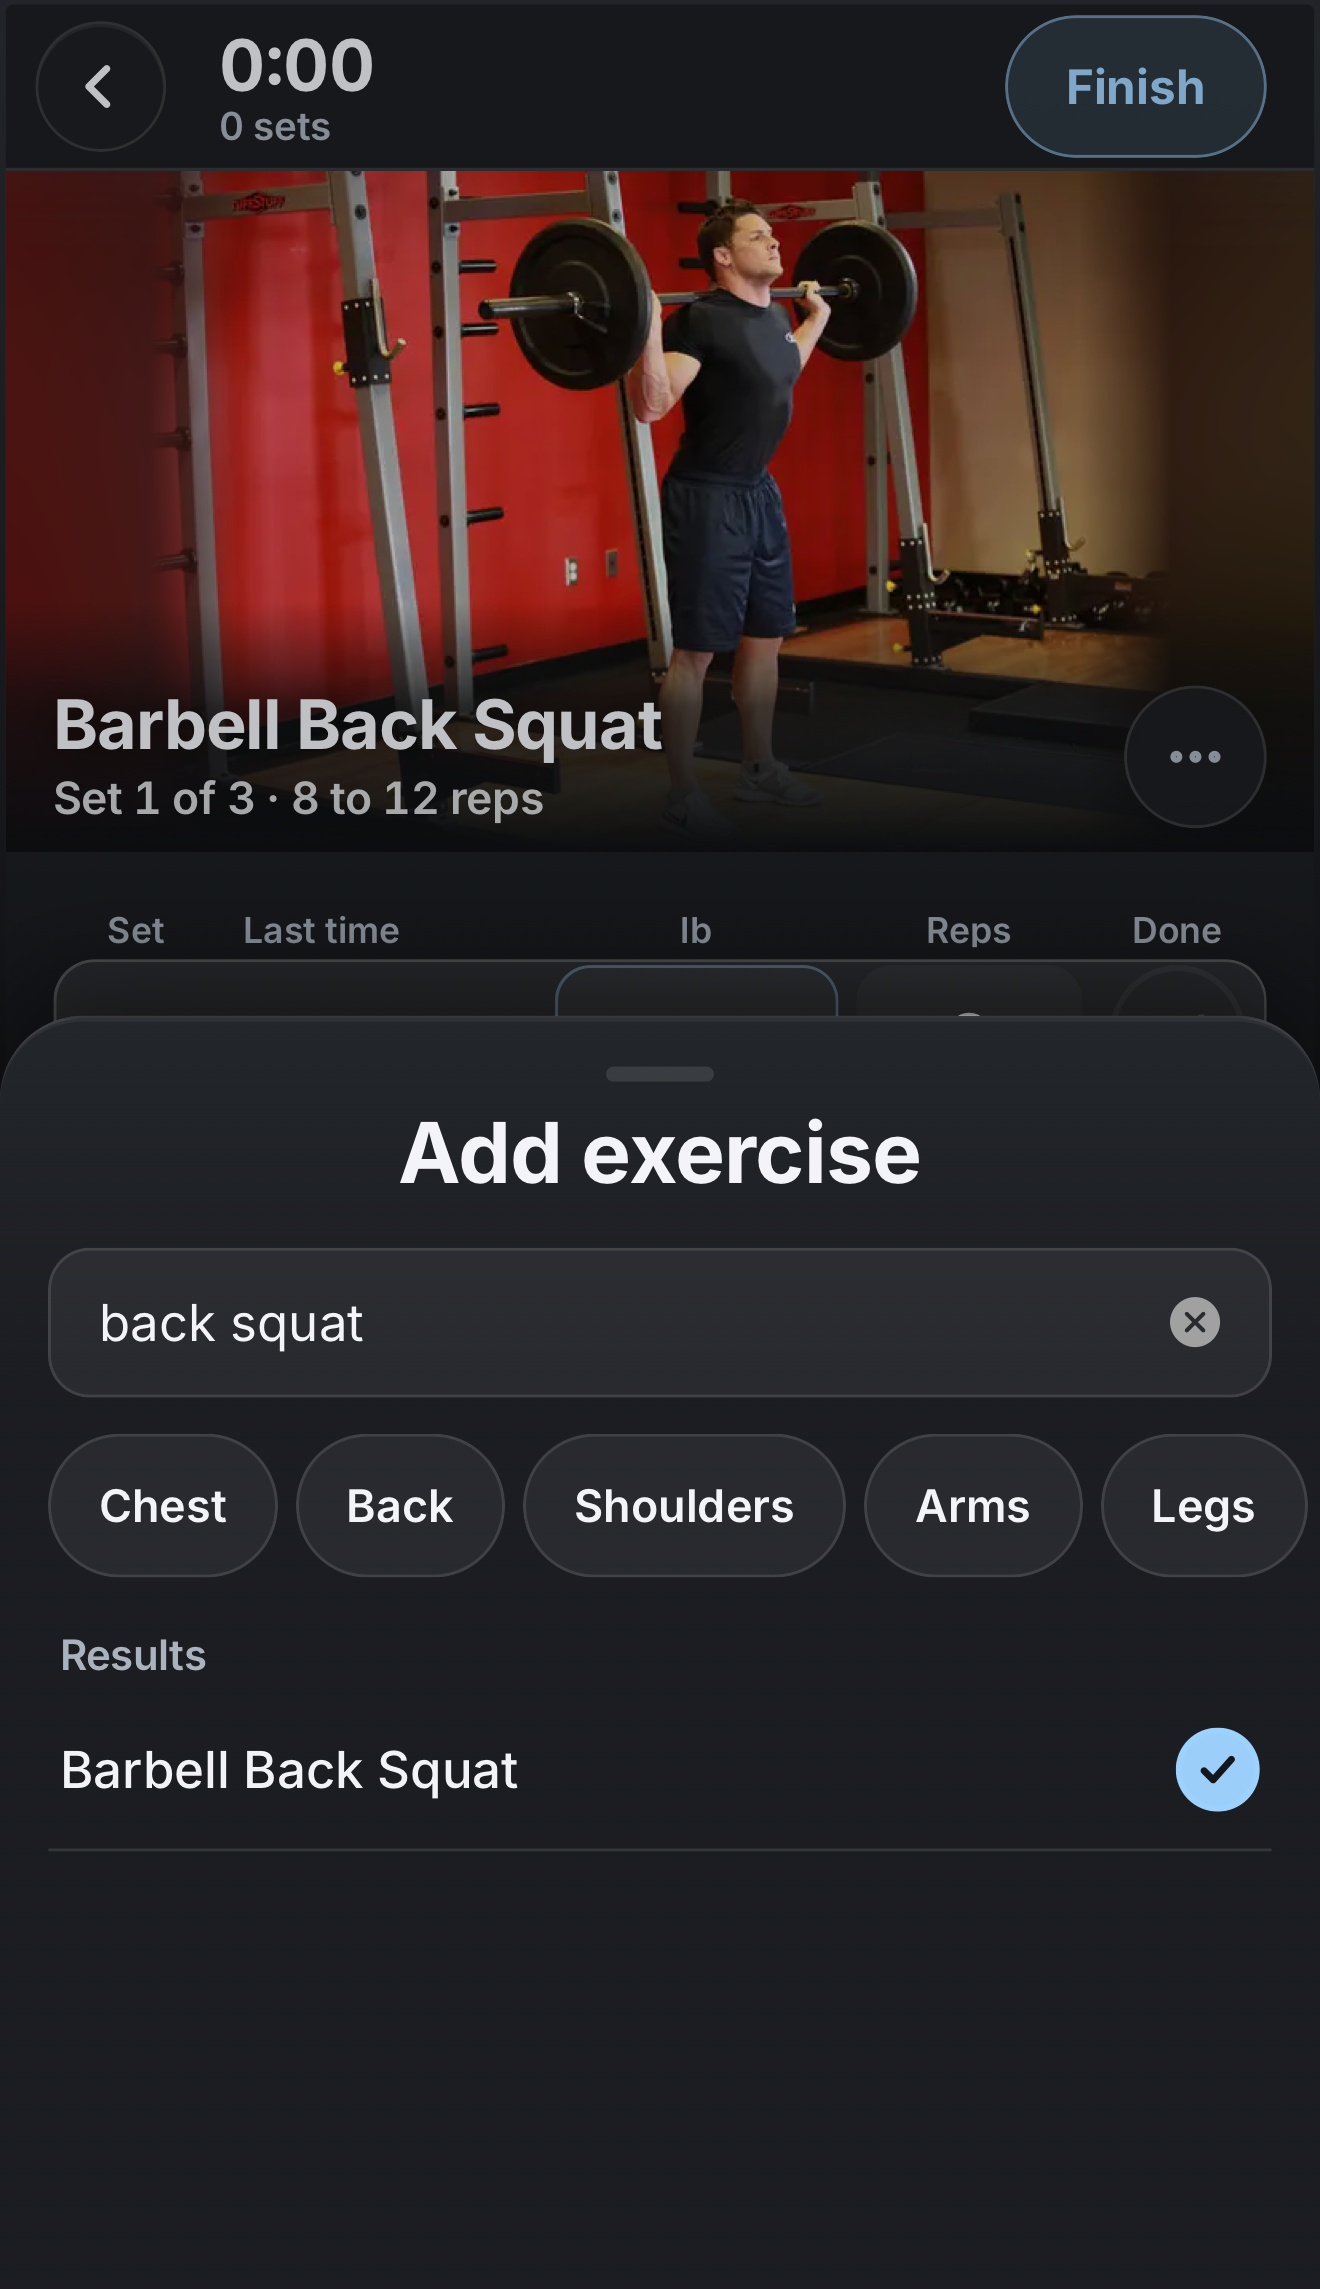 0:00
0 sets
Finish
Barbell Back Squat
Set 1 of 3 · 8 to 12 reps
Set Last time lb Reps Done
Add exercise
back squat
Chest Back Shoulders Arms Legs
Results
Barbell Back Squat